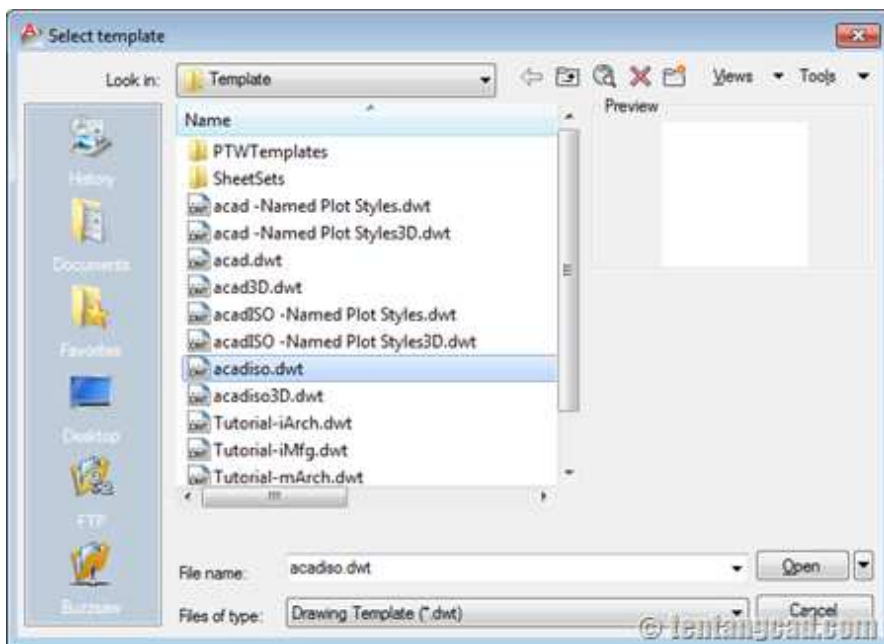 Select template
Look in: Template Views Tools
Name
Preview
PTWTemplates
SheetSets
acad -Named Plot Styles.dwt
acad -Named Plot Styles3D.dwt
acad.dwt
acad3D.dwt
acadISO -Named Plot Styles.dwt
acadISO -Named Plot Styles3D.dwt
acadiso.dwt
acadiso3D.dwt
Tutorial-iArch.dwt
Tutorial-iMfg.dwt
Tutorial-mArch.dwt
History
Documents
Favorites
Desktop
FTP
Buzzsaw
File name: acadiso.dwt Open
Files of type: Drawing Template (*.dwt) Cancel
© tentangcad.com